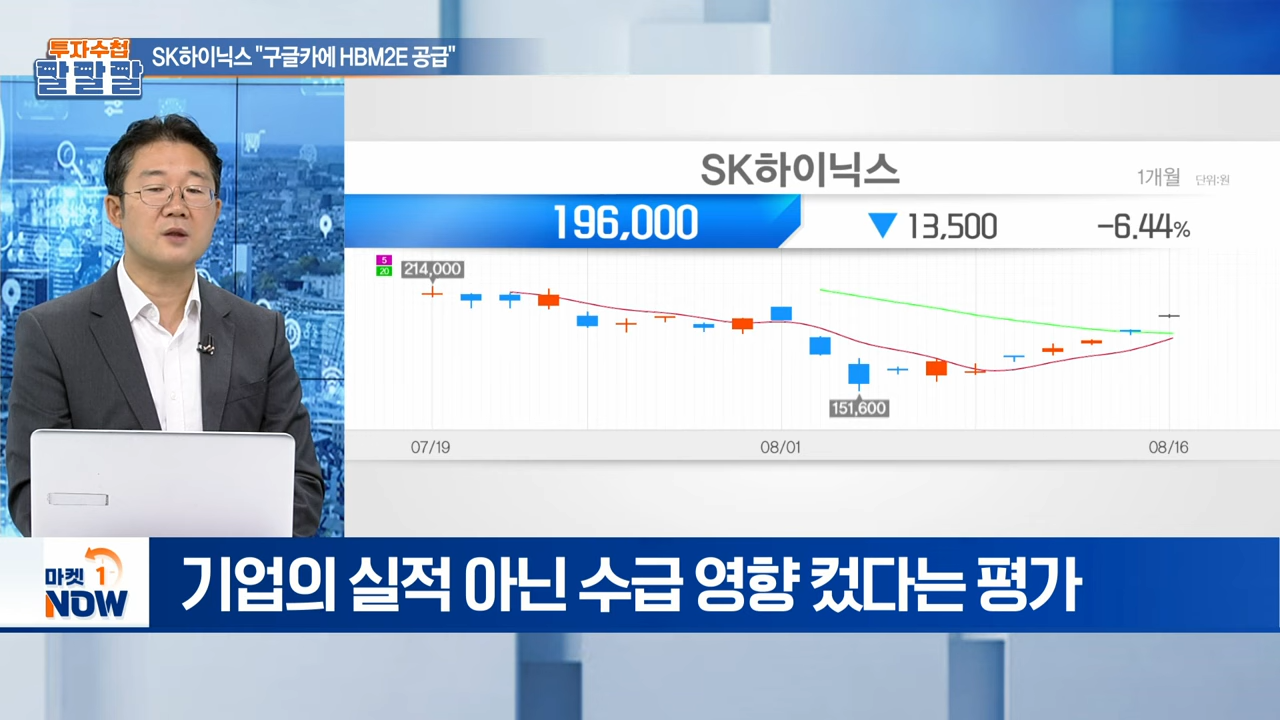 투자수첩
팔팔팔
SK하이닉스 "구글카에 HBM2E 공급"
SK하이닉스
1개월 단위:원
196,000 ▼ 13,500 -6.44%
5
20
214,000
151,600
07/19 08/01 08/16
마켓 1
NOW
기업의 실적 아닌 수급 영향 컸다는 평가